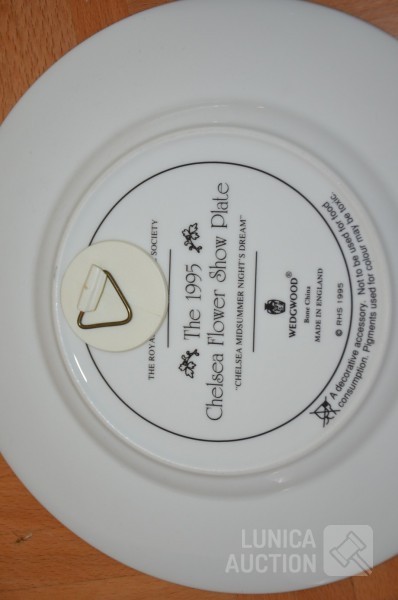 THE ROYA SOCIETY
The 1995
Chelsea Flower Show Plate
"CHELSEA MIDSUMMER NIGHT'S DREAM"
WEDGWOOD®
Bone China
MADE IN ENGLAND
© RHS 1995
A decorative accessory. Not to be used for food
consumption. Pigments used for colour may be toxic.
LUNICA
AUCTION